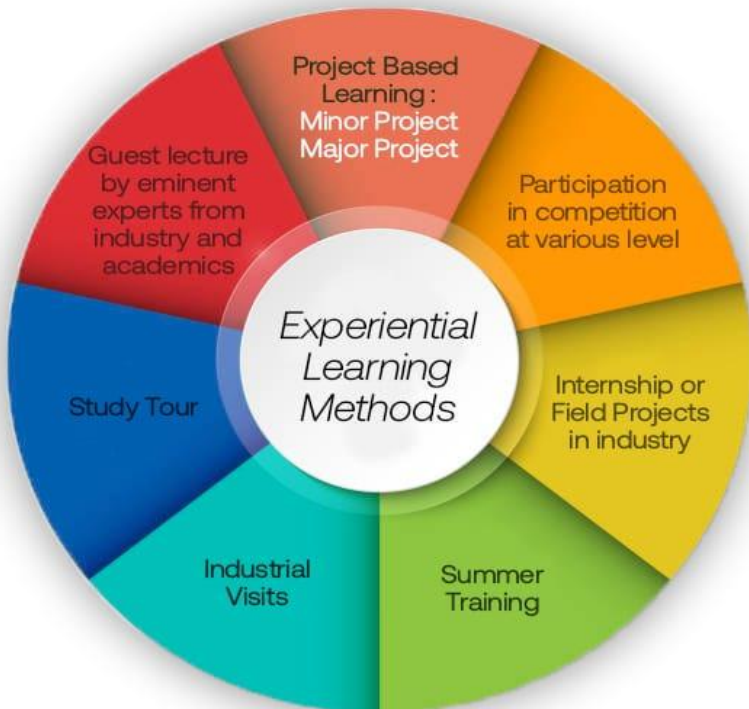 Project Based
Learning :
Minor Project
Major Project
Participation
in competition
at various level
Internship or
Field Projects
in industry
Summer
Training
Industrial
Visits
Study Tour
Guest lecture
by eminent
experts from
industry and
academics
Experiential
Learning
Methods